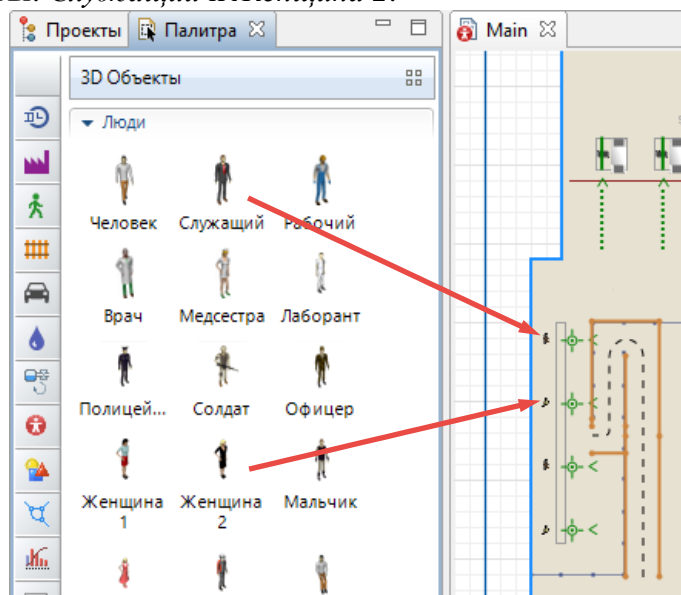 Проекты Палитра Main
3D Объекты
Люди
Человек Служащий Рабочий
Врач Медсестра Лаборант
Полицей... Солдат Офицер
Женщина 1 Женщина 2 Мальчик